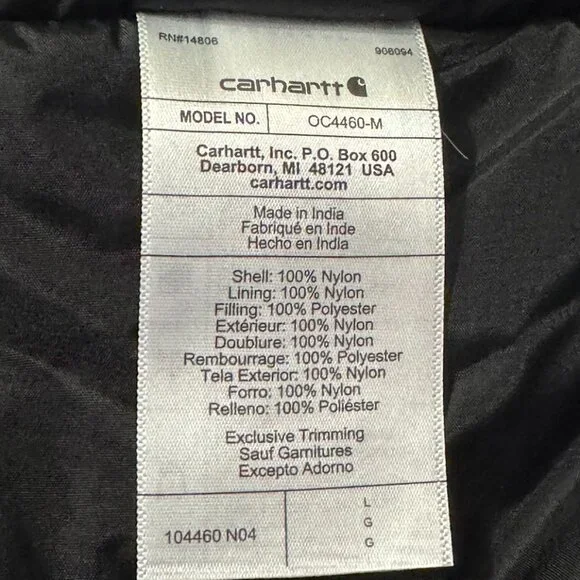 RN#14806 908094
carhartt
MODEL NO. OC4460-M
Carhartt, Inc. P.O. Box 600
Dearborn, MI 48121 USA
carhartt.com
Made in India
Fabriqué en Inde
Hecho en India
Shell: 100% Nylon
Lining: 100% Nylon
Filling: 100% Polyester
Extérieur: 100% Nylon
Doublure: 100% Nylon
Rembourrage: 100% Polyester
Tela Exterior: 100% Nylon
Forro: 100% Nylon
Relleno: 100% Poliéster
Exclusive Trimming
Sauf Garnitures
Excepto Adorno
104460 N04
L
G
G